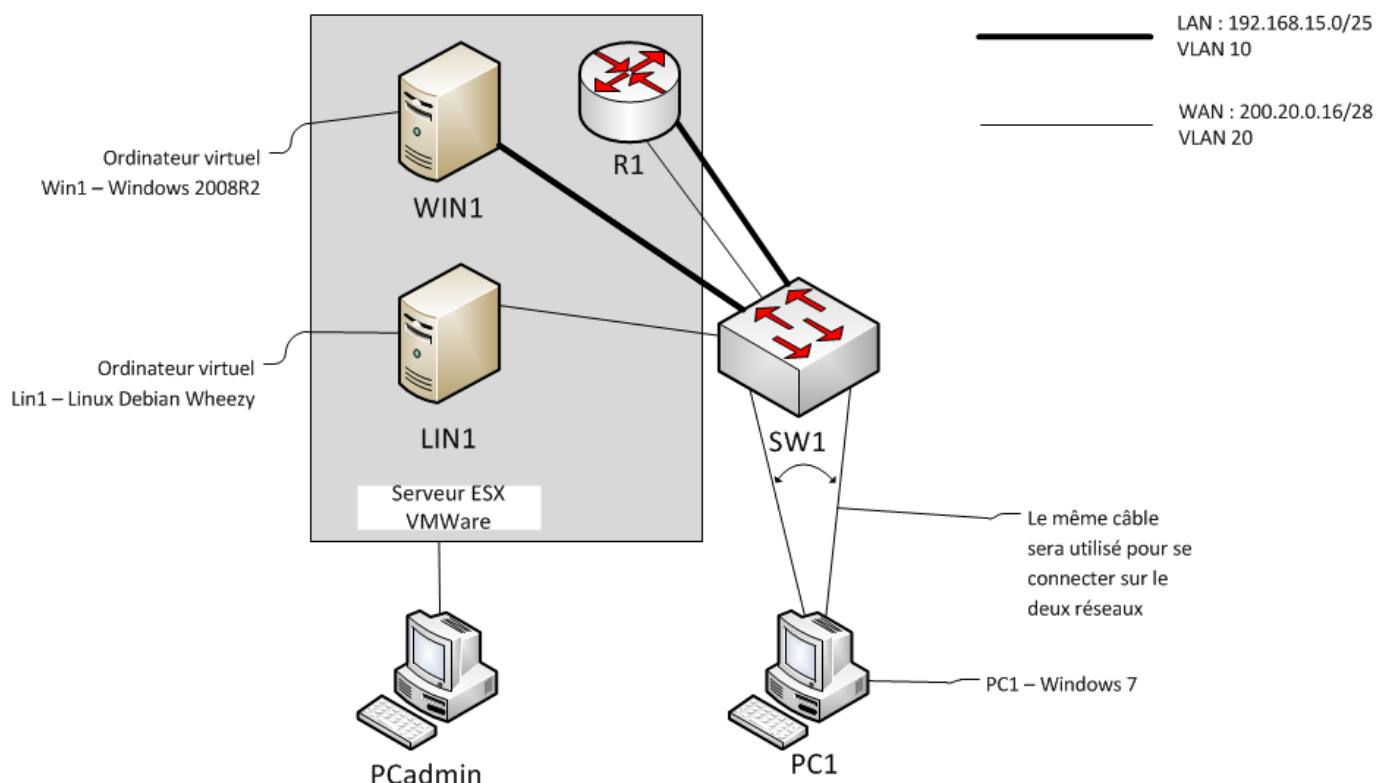 LAN : 192.168.15.0/25
VLAN 10
WAN : 200.20.0.16/28
VLAN 20
Ordinateur virtuel
Win1 – Windows 2008R2
WIN1
R1
Ordinateur virtuel
Lin1 – Linux Debian Wheezy
LIN1
SW1
Serveur ESX
VMWare
Le même câble
sera utilisé pour se
connecter sur le
deux réseaux
PC1 – Windows 7
PCadmin
PC1